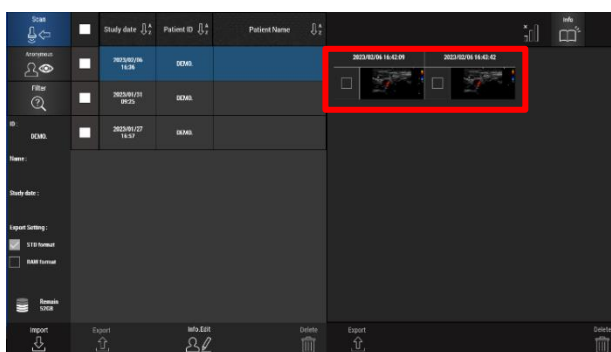 Scan
Study date
Patient ID
Patient Name
Info
Anonymous
2023/02/06
16:36
DEMO.
2023/02/06 16:42:09
2023/02/06 16:43:42
Filter
2023/01/31
09:25
DEMO.
ID :
DEMO.
2023/01/27
16:57
DEMO.
Name :
Study date :
Export Setting :
STD format
RAW format
Remain
52GB
Import
Export
Info.Edit
Delete
Export
Delete